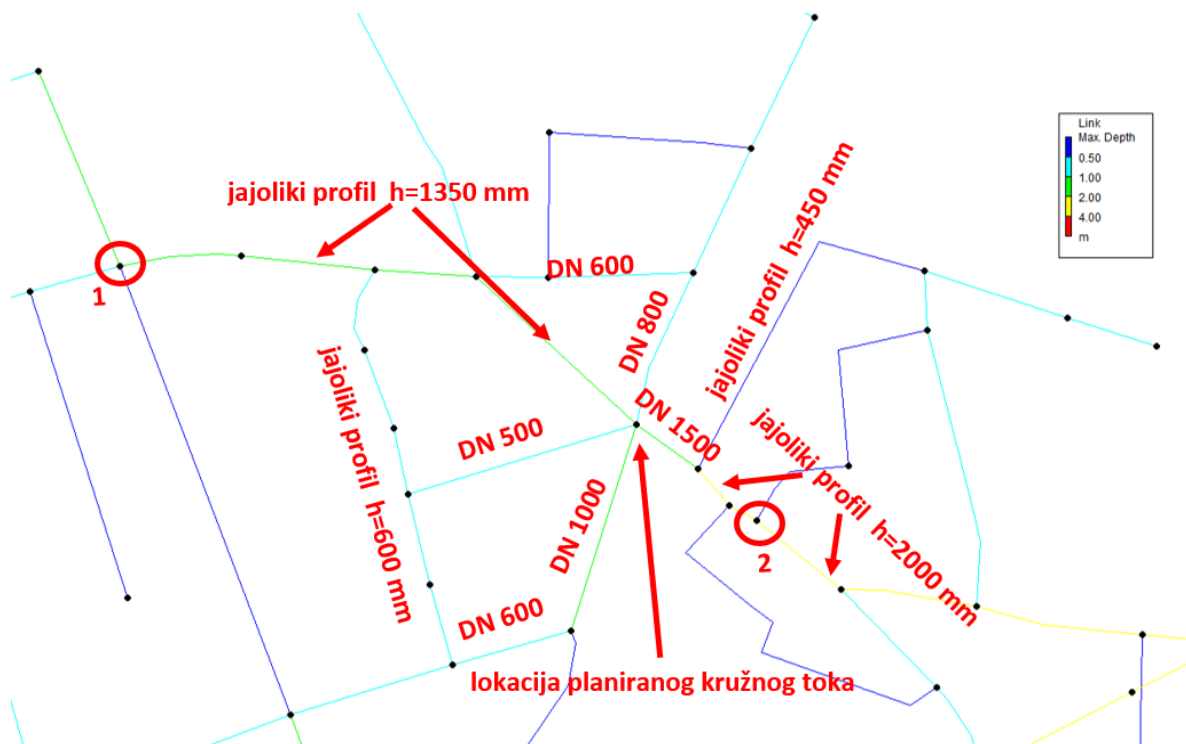 Link
Max. Depth
0.50
1.00
2.00
4.00
m
jajoliki profil h=1350 mm
1
DN 600
DN 800
jajoliki profil h=450 mm
DN 1500
jajoliki profil h=2000 mm
jajoliki profil h=600 mm
DN 500
DN 1000
2
DN 600
lokacija planiranog kružnog toka